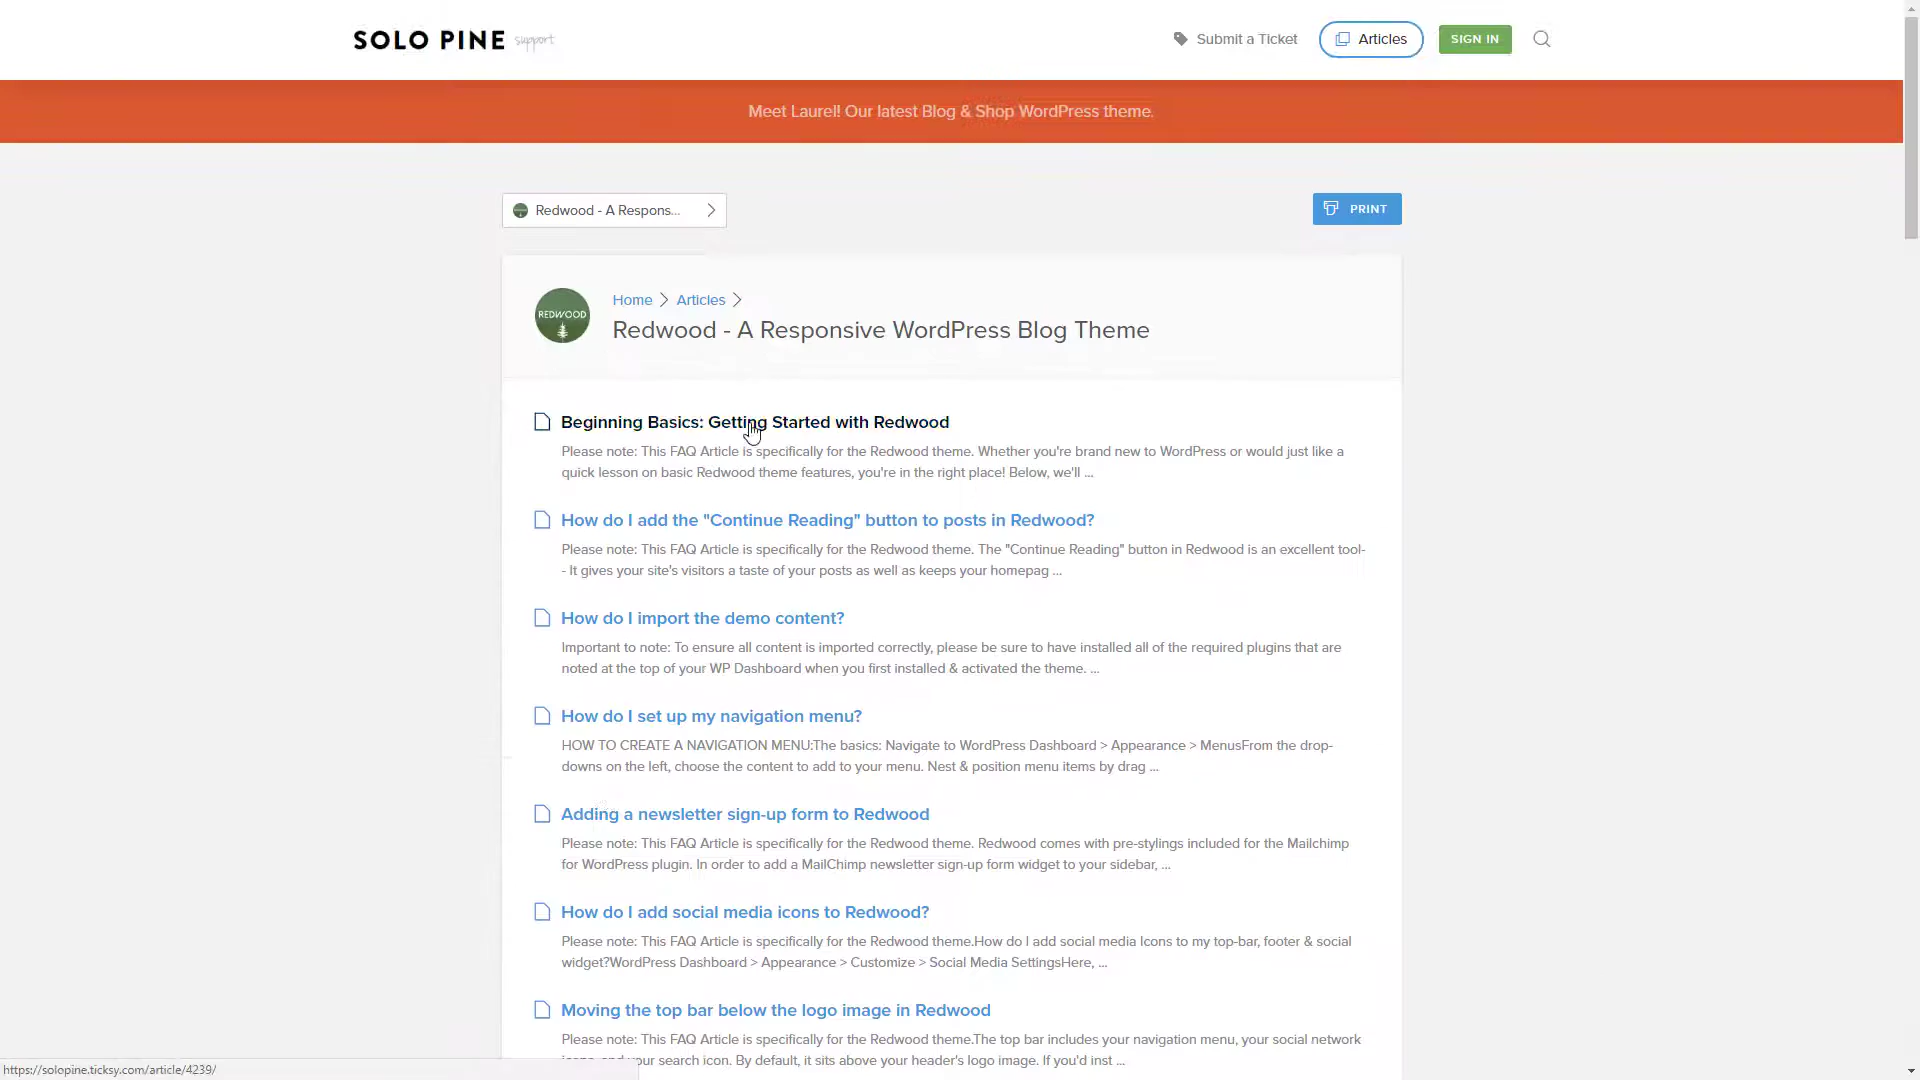 SOLO PINE support
Submit a Ticket
Articles
SIGN IN
Meet Laurel! Our latest Blog & Shop WordPress theme.
Redwood - A Respons...
PRINT
REDWOOD
Home
Articles
Redwood - A Responsive WordPress Blog Theme
Beginning Basics: Getting Started with Redwood
Please note: This FAQ Article is specifically for the Redwood theme. Whether you're brand new to WordPress or would just like a
quick lesson on basic Redwood theme features, you're in the right place! Below, we'll ...
How do I add the "Continue Reading" button to posts in Redwood?
Please note: This FAQ Article is specifically for the Redwood theme. The "Continue Reading" button in Redwood is an excellent tool-
- It gives your site's visitors a taste of your posts as well as keeps your homepag ...
How do I import the demo content?
Important to note: To ensure all content is imported correctly, please be sure to have installed all of the required plugins that are
noted at the top of your WP Dashboard when you first installed & activated the theme. ...
How do I set up my navigation menu?
HOW TO CREATE A NAVIGATION MENU:The basics: Navigate to WordPress Dashboard > Appearance > MenusFrom the drop-
downs on the left, choose the content to add to your menu. Nest & position menu items by drag ...
Adding a newsletter sign-up form to Redwood
Please note: This FAQ Article is specifically for the Redwood theme. Redwood comes with pre-stylings included for the Mailchimp
for WordPress plugin. In order to add a MailChimp newsletter sign-up form widget to your sidebar, ...
How do I add social media icons to Redwood?
Please note: This FAQ Article is specifically for the Redwood theme.How do I add social media Icons to my top-bar, footer & social
widget?WordPress Dashboard > Appearance > Customize > Social Media SettingsHere, ...
Moving the top bar below the logo image in Redwood
Please note: This FAQ Article is specifically for the Redwood theme.The top bar includes your navigation menu, your social network
your search icon. By default, it sits above your header's logo image. If you'd inst ...
https://solopine.ticksy.com/article/4239/